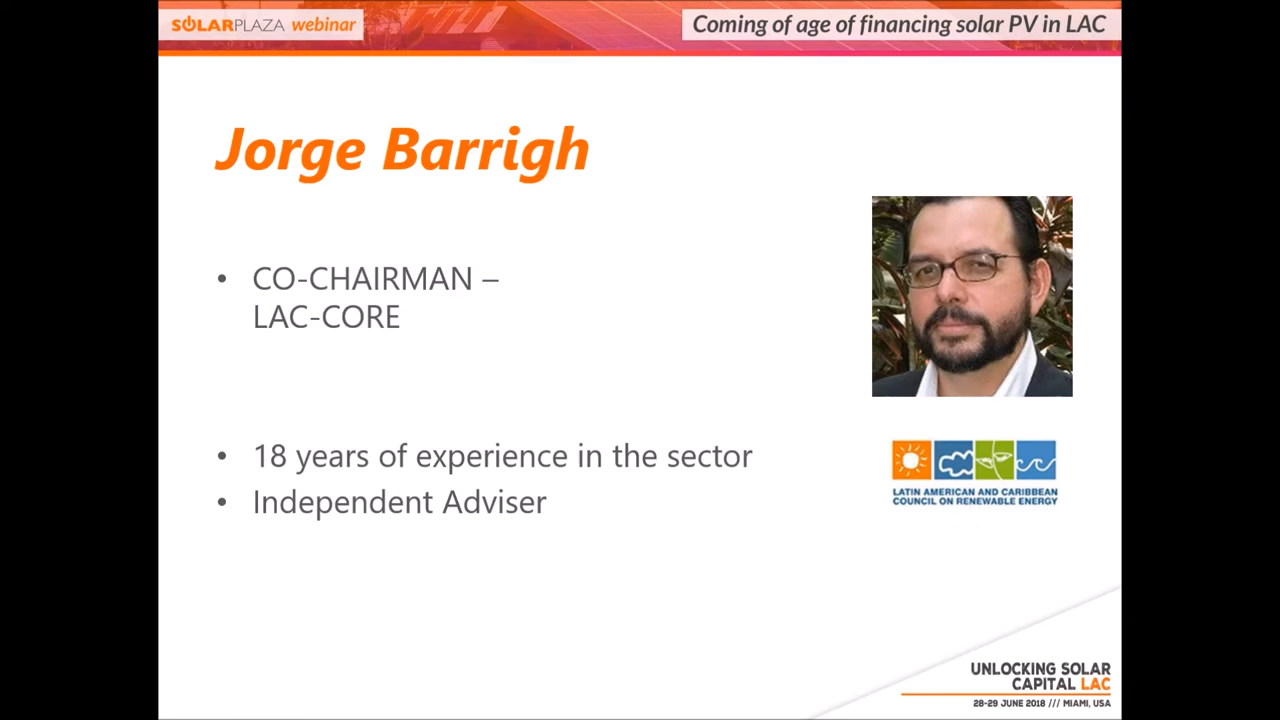 SOLARPLAZA webinar
Coming of age of financing solar PV in LAC
Jorge Barrigh
• CO-CHAIRMAN –
LAC-CORE
• 18 years of experience in the sector
• Independent Adviser
LATIN AMERICAN AND CARIBBEAN
COUNCIL ON RENEWABLE ENERGY
UNLOCKING SOLAR
CAPITAL LAC
28-29 JUNE 2018 /// MIAMI, USA